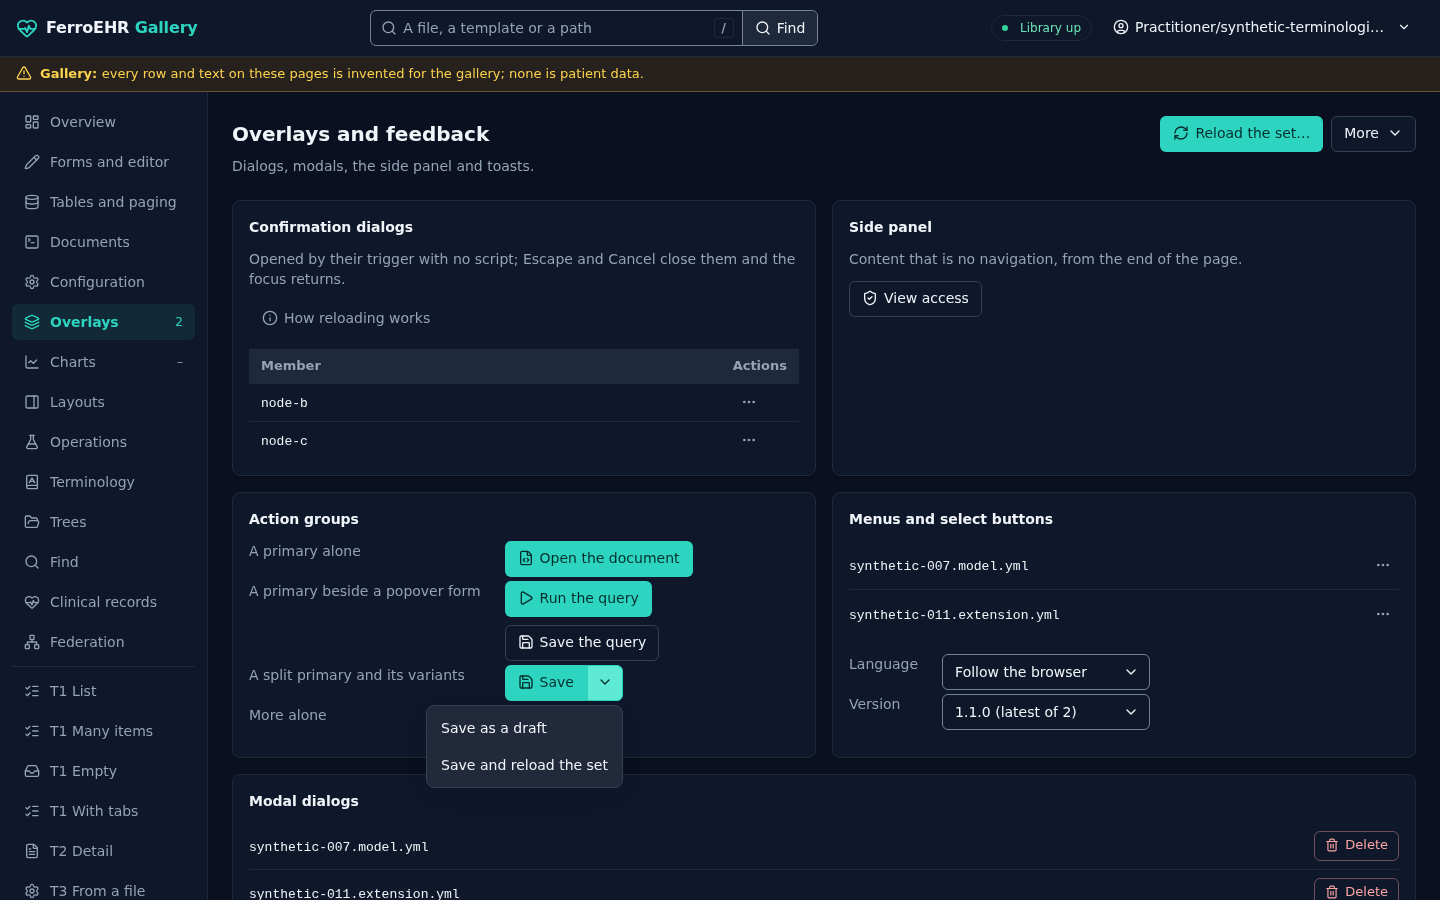 FerroEHR Gallery
A file, a template or a path
/
Find
Library up
Practitioner/synthetic-terminologi...
Gallery: every row and text on these pages is invented for the gallery; none is patient data.
Overview
Forms and editor
Tables and paging
Documents
Configuration
Overlays 2
Charts –
Layouts
Operations
Terminology
Trees
Find
Clinical records
Federation
T1 List
T1 Many items
T1 Empty
T1 With tabs
T2 Detail
T3 From a file
Overlays and feedback
Reload the set...
More
Dialogs, modals, the side panel and toasts.
Confirmation dialogs
Opened by their trigger with no script; Escape and Cancel close them and the
focus returns.
How reloading works
Member Actions
node-b
node-c
Side panel
Content that is no navigation, from the end of the page.
View access
Action groups
A primary alone
Open the document
A primary beside a popover form
Run the query
Save the query
A split primary and its variants
Save
More alone
Save as a draft
Save and reload the set
Menus and select buttons
synthetic-007.model.yml
synthetic-011.extension.yml
Language Follow the browser
Version 1.1.0 (latest of 2)
Modal dialogs
synthetic-007.model.yml Delete
synthetic-011.extension.yml Delete